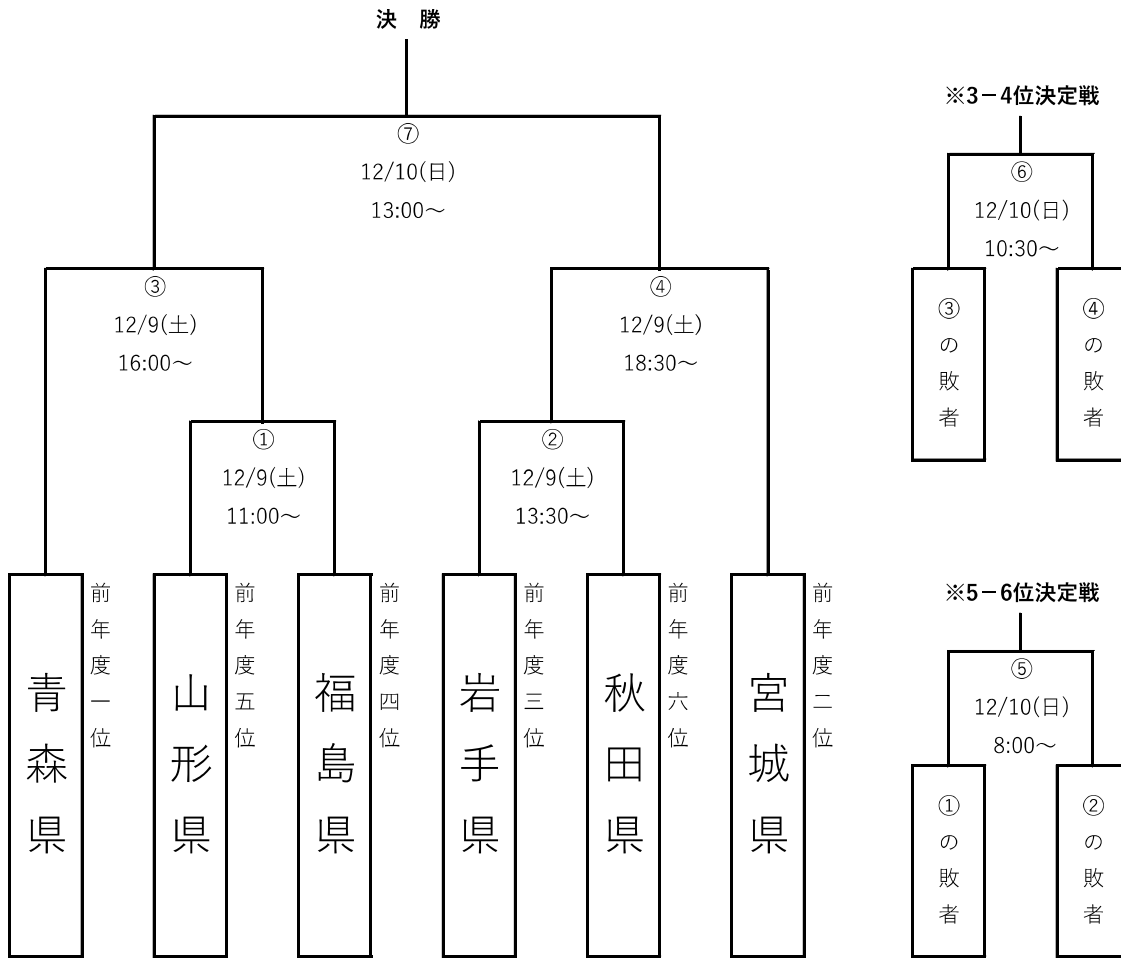 決　勝
⑦
12/10(日)
13:00～
③
12/9(土)
16:00～
④
12/9(土)
18:30～
①
12/9(土)
11:00～
②
12/9(土)
13:30～
青森県
前年度一位
山形県
前年度五位
福島県
前年度四位
岩手県
前年度三位
秋田県
前年度六位
宮城県
前年度二位
※3－4位決定戦
⑥
12/10(日)
10:30～
③の敗者
④の敗者
※5－6位決定戦
⑤
12/10(日)
8:00～
①の敗者
②の敗者